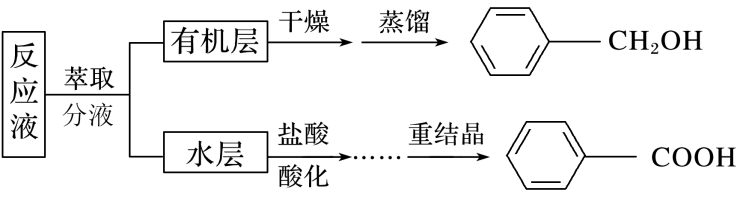 反应液
萃取
分液
有机层
干燥
蒸馏
CH₂OH
水层
盐酸
酸化
……
重结晶
COOH